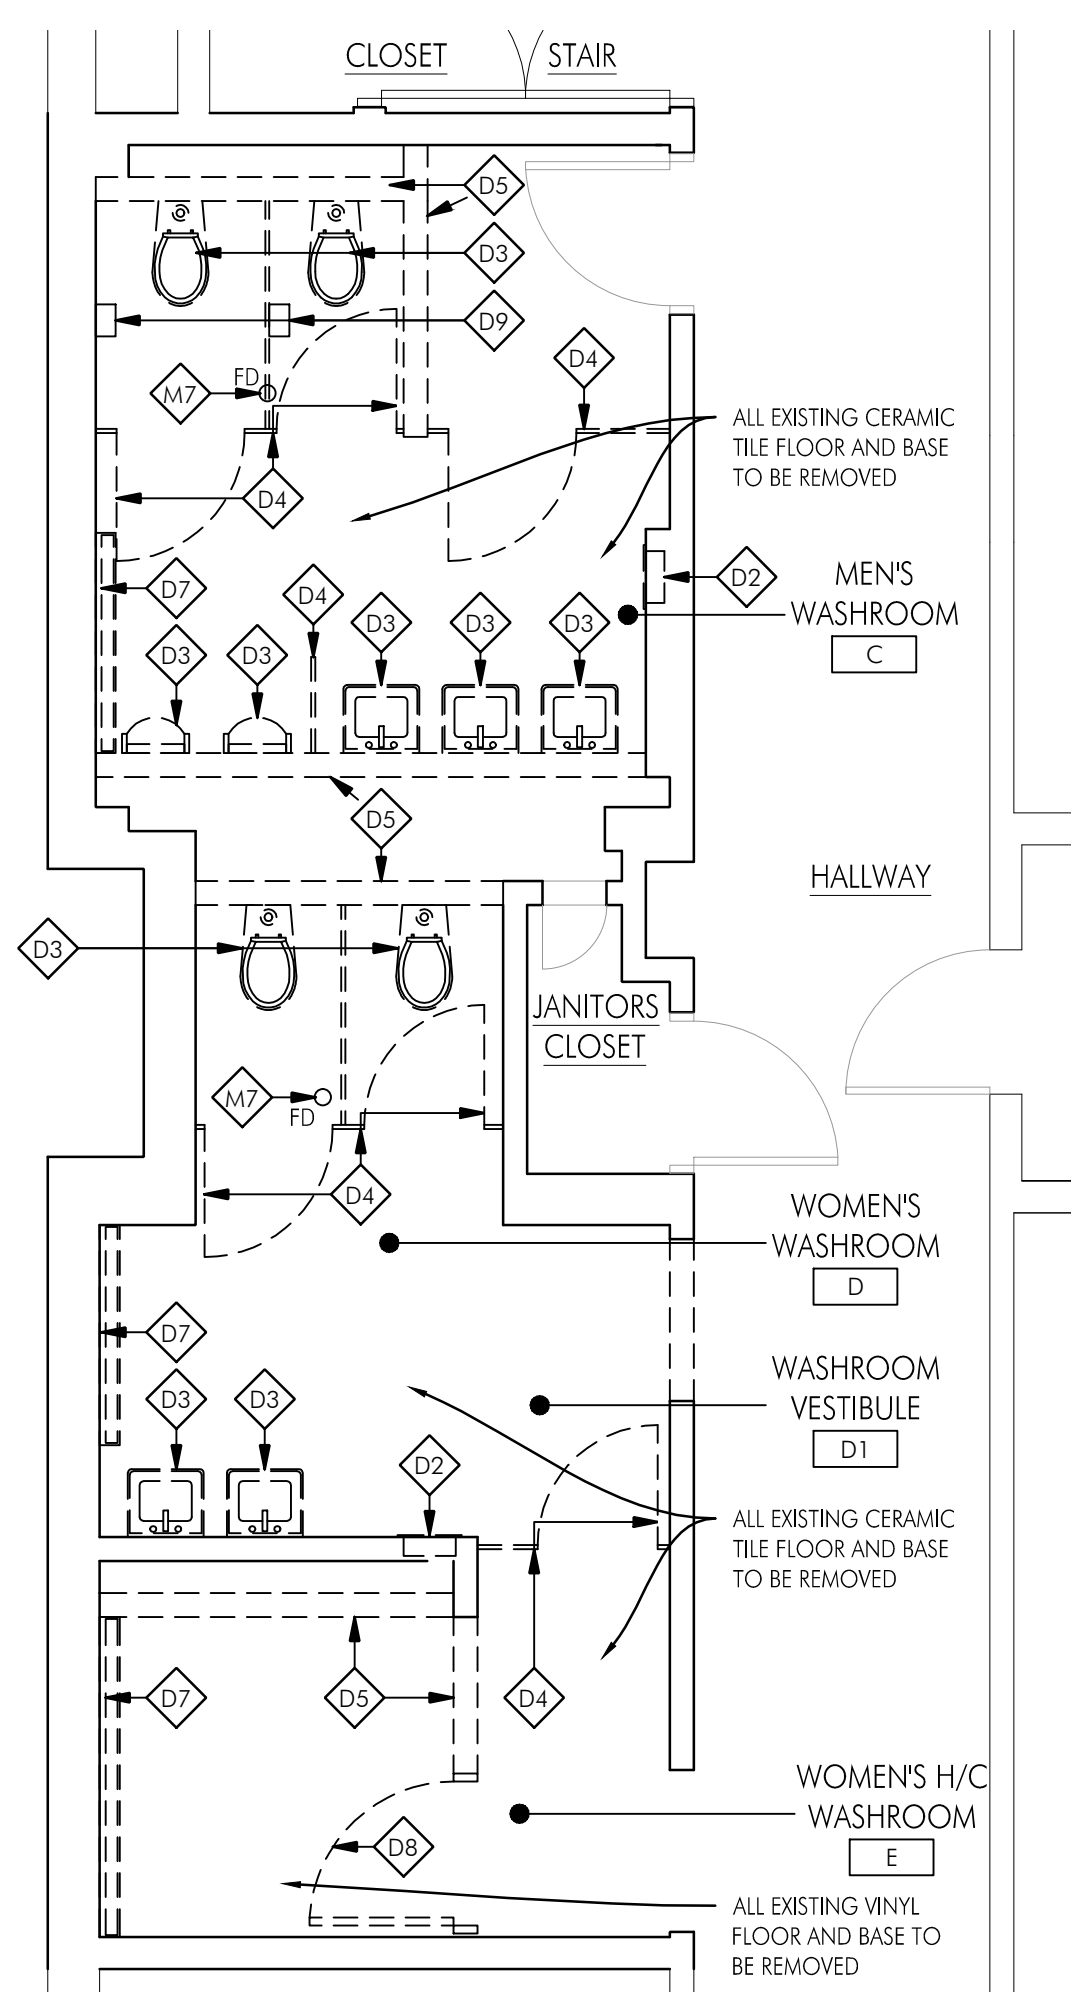 CLOSET
STAIR
D5
D3
D9
D4
FD
M7
ALL EXISTING CERAMIC
TILE FLOOR AND BASE
TO BE REMOVED
D4
D7
D4
D2
MEN'S
WASHROOM
C
D3
D3
D3
D3
D3
D5
HALLWAY
D3
JANITORS
CLOSET
M7
FD
D4
WOMEN'S
WASHROOM
D
D7
WASHROOM
VESTIBULE
D1
D3
D3
D2
ALL EXISTING CERAMIC
TILE FLOOR AND BASE
TO BE REMOVED
D7
D5
D4
WOMEN'S H/C
WASHROOM
E
D8
ALL EXISTING VINYL
FLOOR AND BASE TO
BE REMOVED